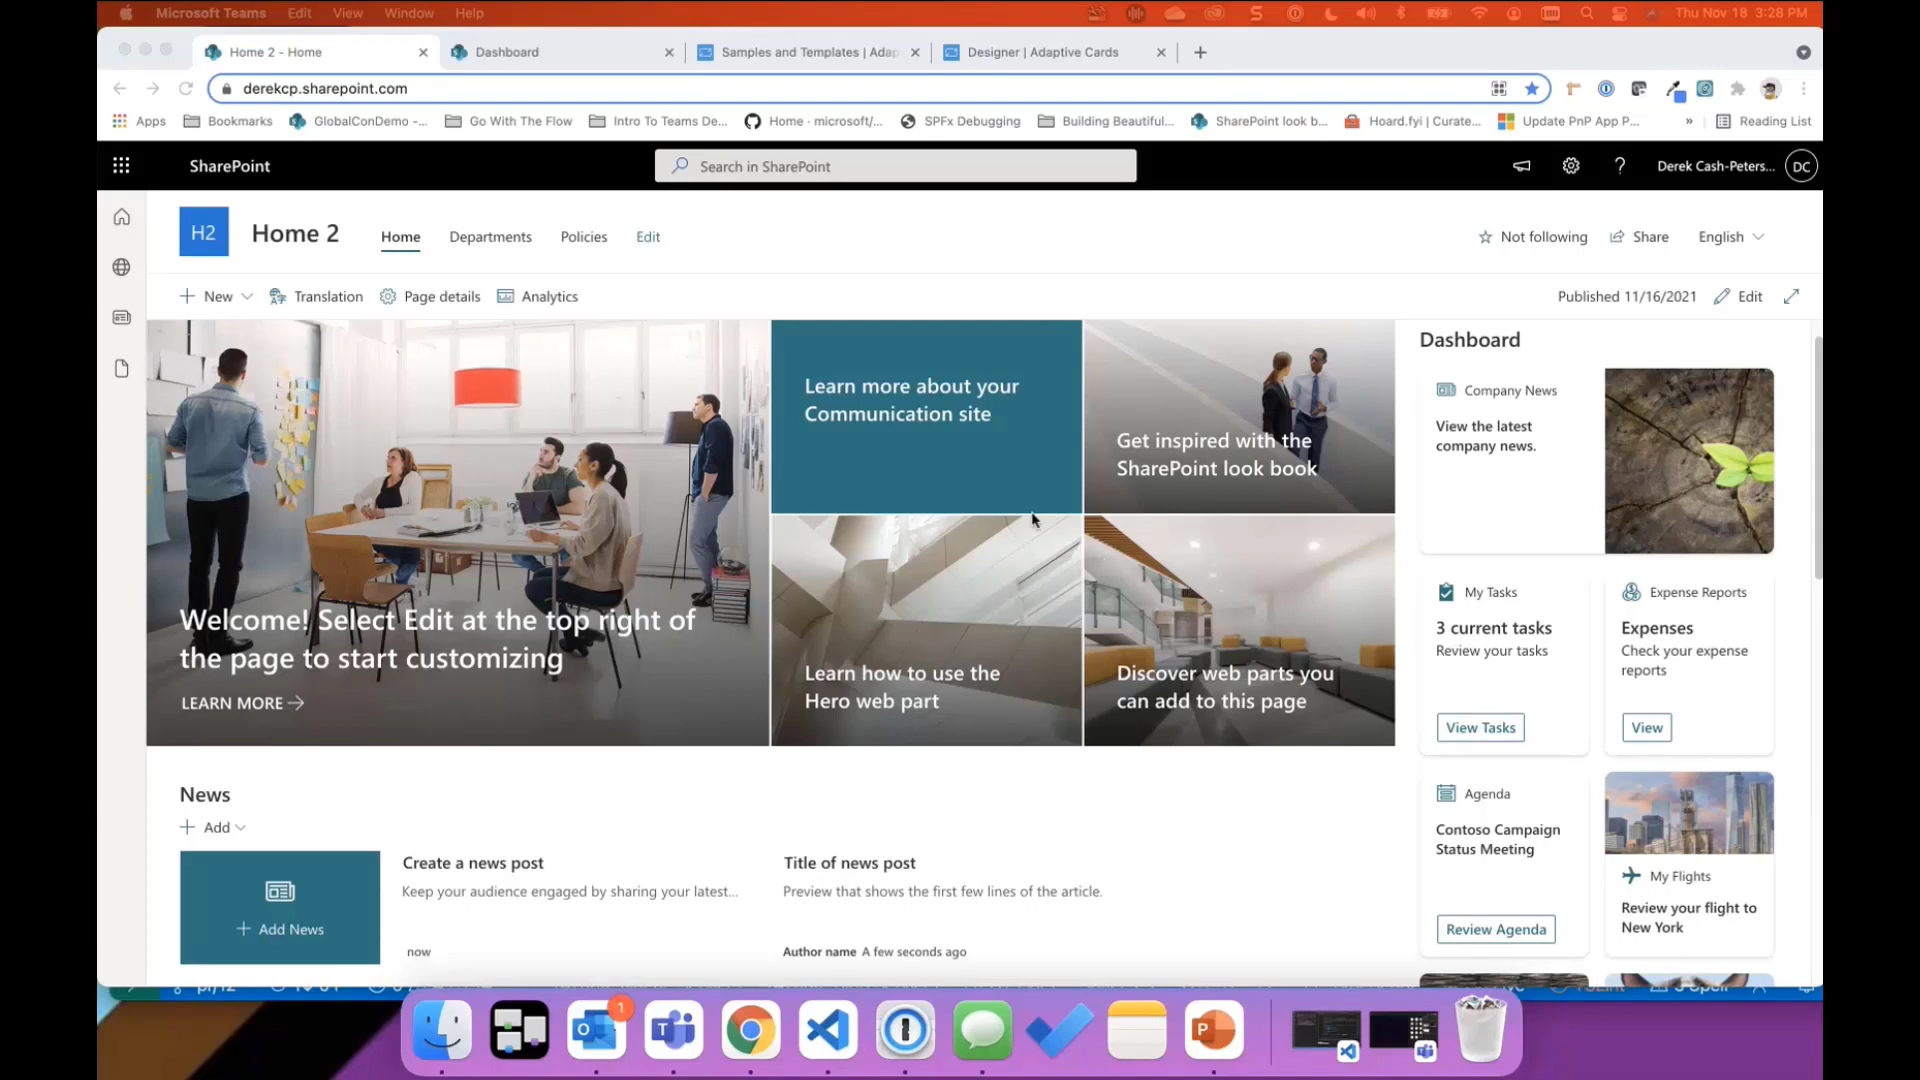 Microsoft Teams Edit View Window Help
Thu Nov 18 3:28 PM
Home 2 - Home
Dashboard
Samples and Templates | Adap
Designer | Adaptive Cards
derekcp.sharepoint.com
Apps
Bookmarks
GlobalConDemo -...
Go With The Flow
Intro To Teams De...
Home · microsoft/...
SPFx Debugging
Building Beautiful...
SharePoint look b...
Hoard.fyi | Curate...
Update PnP App P...
»
Reading List
SharePoint
Search in SharePoint
?
Derek Cash-Peters...
DC
H2
Home 2
Home
Departments
Policies
Edit
Not following
Share
English
New
Translation
Page details
Analytics
Published 11/16/2021
Edit
Welcome! Select Edit at the top right of
the page to start customizing
LEARN MORE
Learn more about your
Communication site
Get inspired with the
SharePoint look book
Learn how to use the
Hero web part
Discover web parts you
can add to this page
Dashboard
Company News
View the latest
company news.
My Tasks
3 current tasks
Review your tasks
View Tasks
Expense Reports
Expenses
Check your expense
reports
View
Agenda
Contoso Campaign
Status Meeting
Review Agenda
My Flights
Review your flight to
New York
News
Add
Add News
Create a news post
Keep your audience engaged by sharing your latest...
now
Title of news post
Preview that shows the first few lines of the article.
Author name A few seconds ago
1